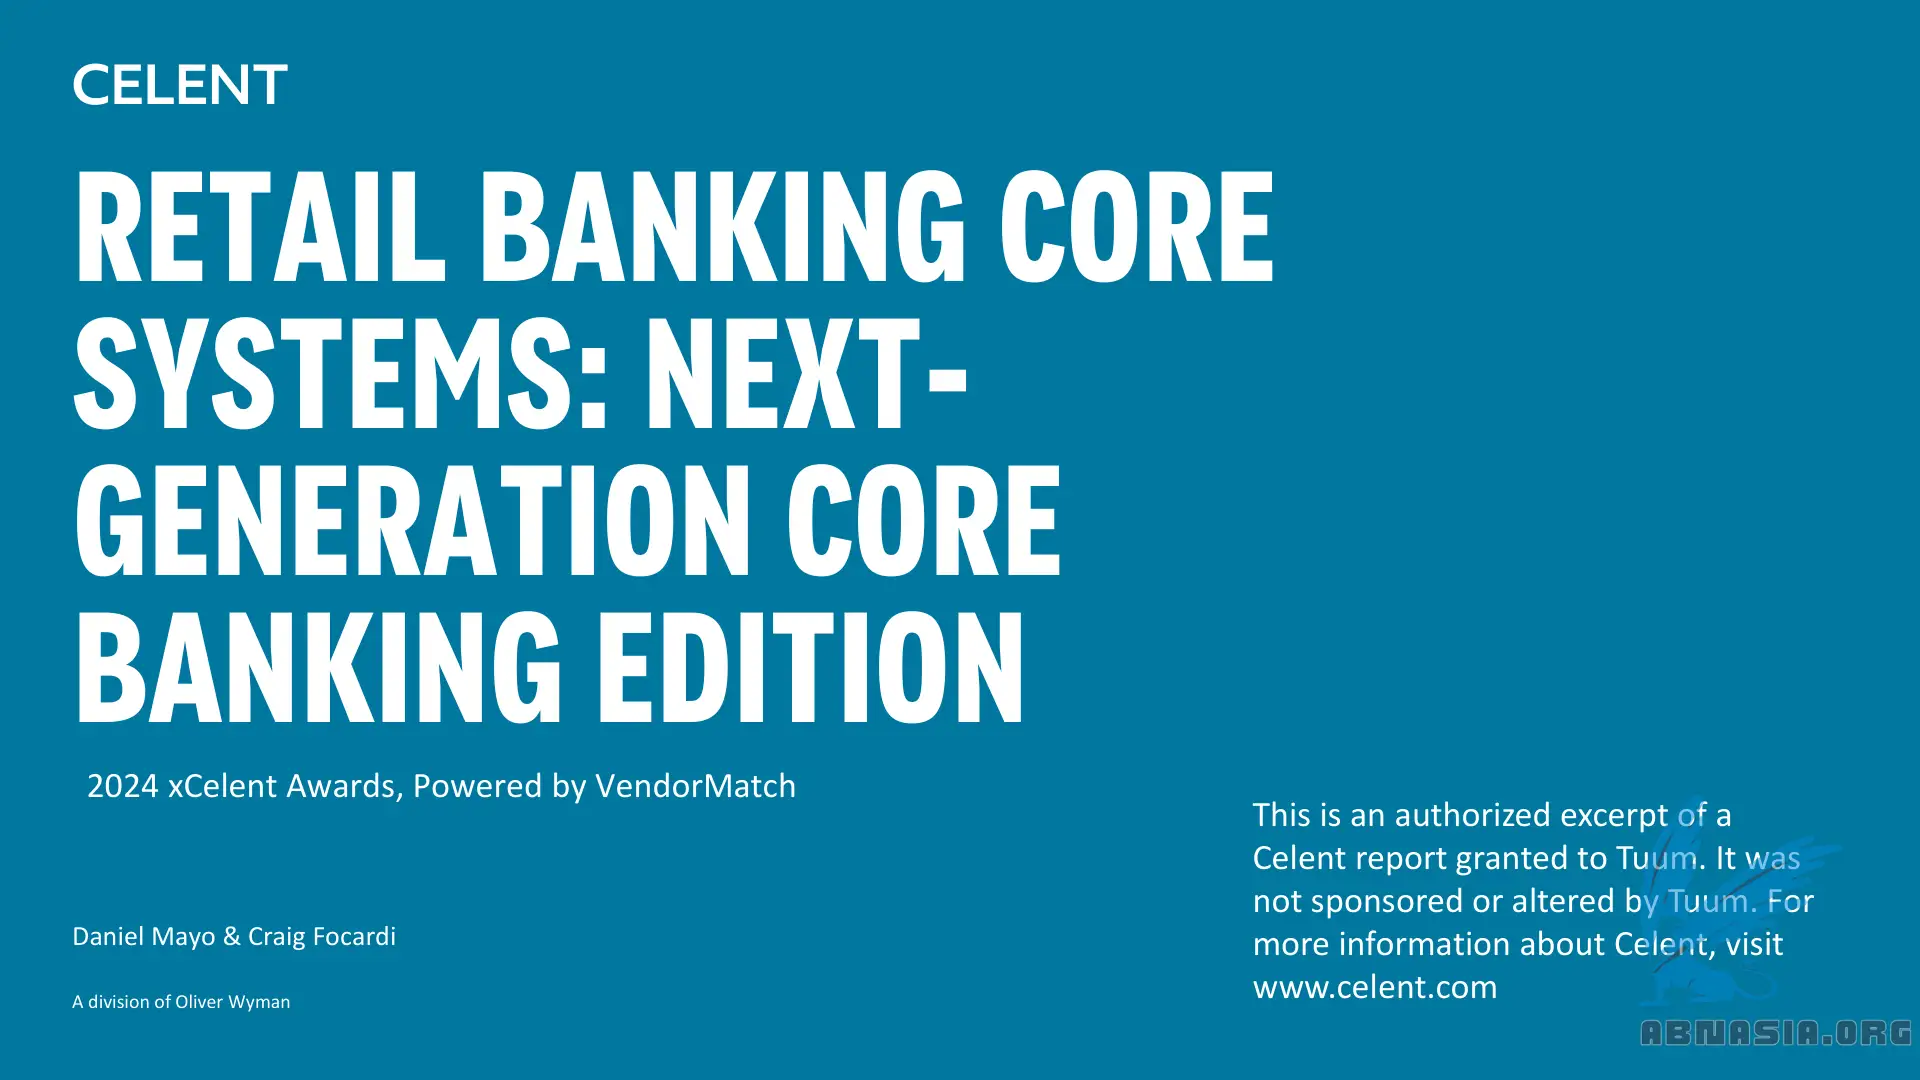 CELENT
RETAIL BANKING CORE
SYSTEMS: NEXT-
GENERATION CORE
BANKING EDITION
2024 xCelent Awards, Powered by VendorMatch
Daniel Mayo & Craig Focardi
A division of Oliver Wyman
This is an authorized excerpt of a
Celent report granted to Tuum. It was
not sponsored or altered by Tuum. For
more information about Celent, visit
www.celent.com
ABNASIA.ORG